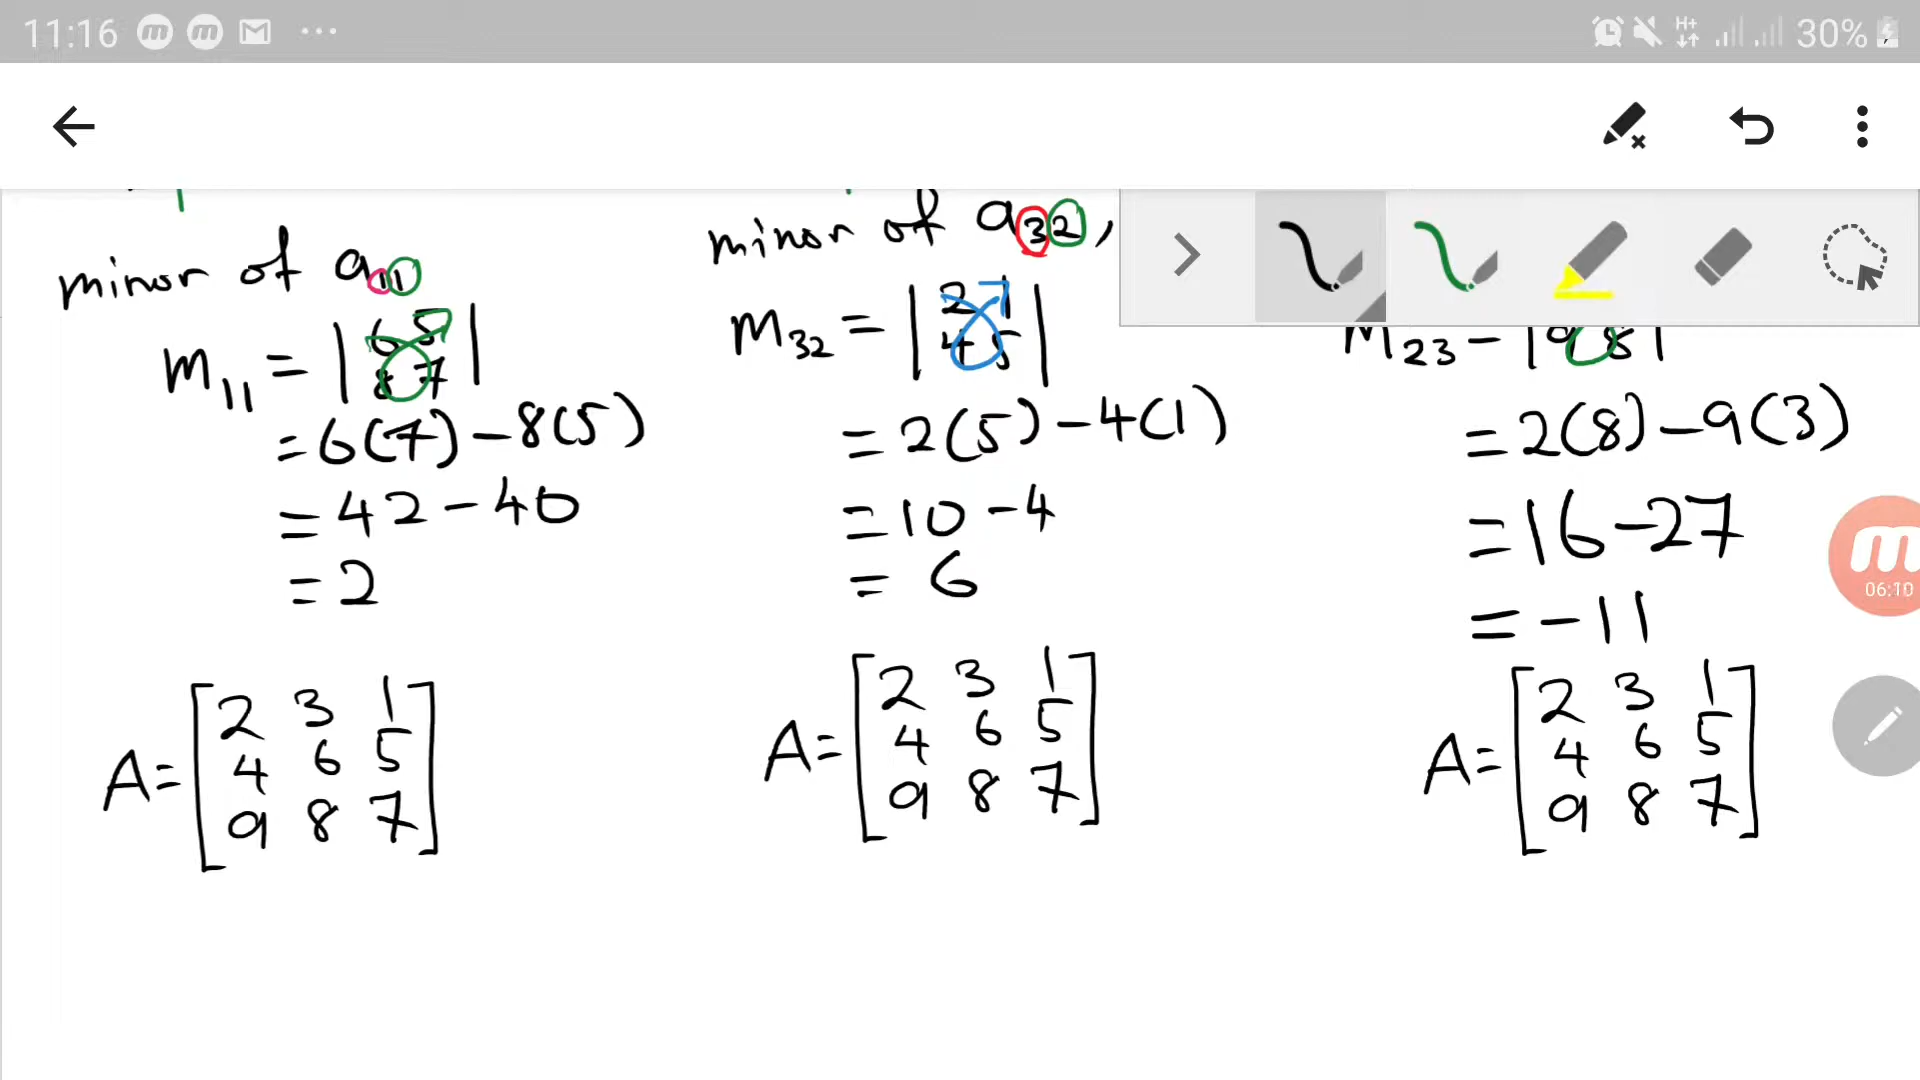 11:16
H+
30%
minor of a11
M11 = | 6 5 |
| 8 7 |
= 6(7) - 8(5)
= 42 - 40
= 2
A = [ 2 3 1
4 6 5
9 8 7 ]
minor of a32,
M32 = | 2 1 |
| 4 5 |
= 2(5) - 4(1)
= 10 - 4
= 6
A = [ 2 3 1
4 6 5
9 8 7 ]
M23 = | 9 8 |
= 2(8) - 9(3)
= 16 - 27
= -11
A = [ 2 3 1
4 6 5
9 8 7 ]
06:10